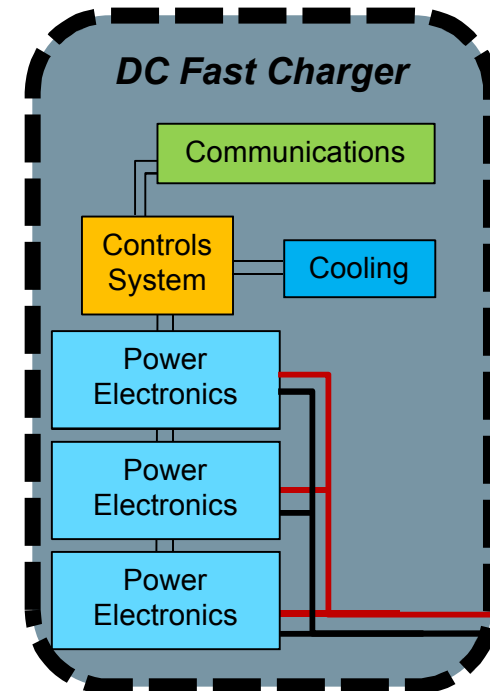 DC Fast Charger
Communications
Controls
System
Cooling
Power
Electronics
Power
Electronics
Power
Electronics